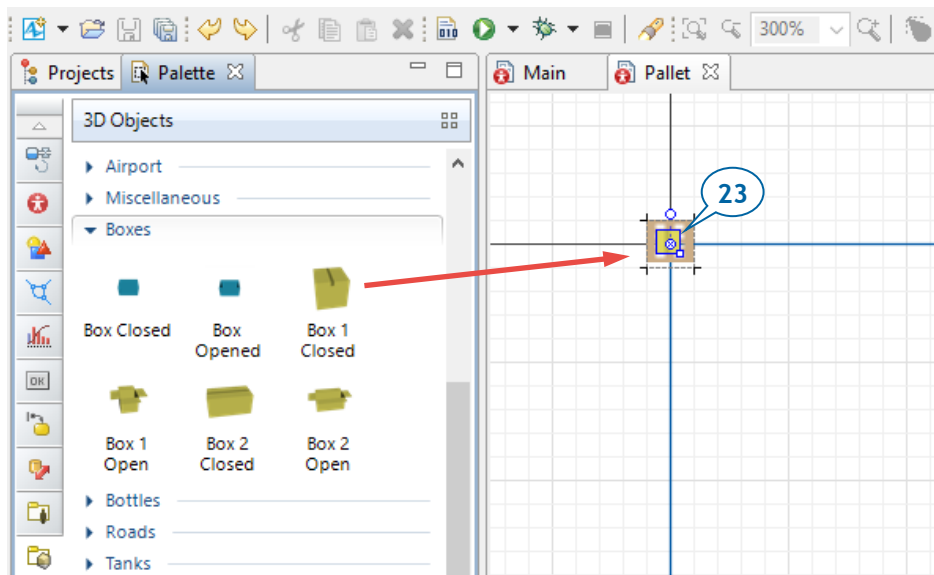 010
300%
Projects
Palette
Main
Pallet
3D Objects
Airport
Miscellaneous
Boxes
23
Box Closed
Box
Opened
Box 1
Closed
OK
Box 1
Open
Box 2
Closed
Box 2
Open
Bottles
Roads
Tanks